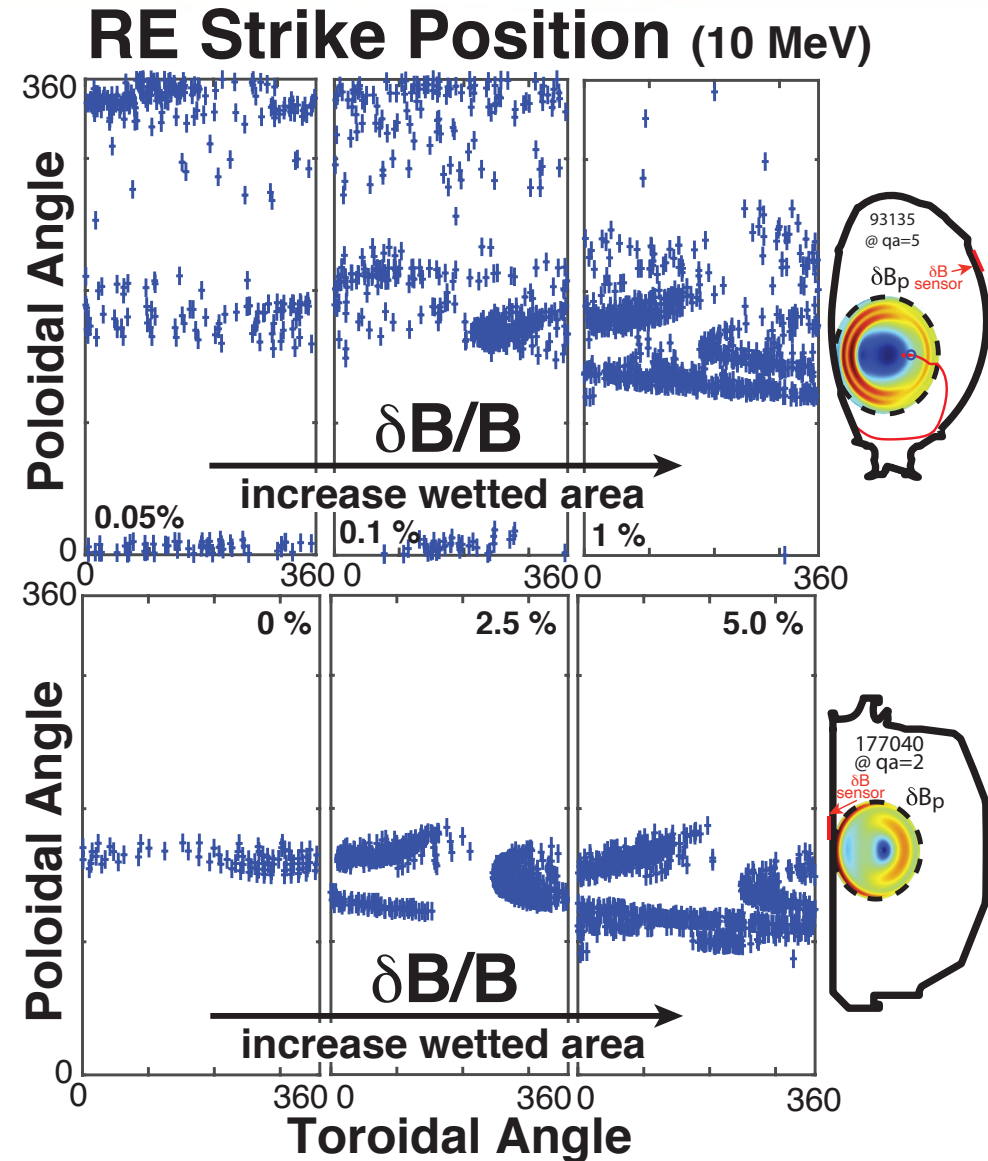 RE Strike Position (10 MeV)
360
Poloidal Angle
0
0.05%
0.1 %
1 %
δB/B
increase wetted area
0
360
0
360
0
360
93135
@ qa=5
δBp
δB
sensor
360
Poloidal Angle
0
0 %
2.5 %
5.0 %
δB/B
increase wetted area
0
360
0
360
0
360
Toroidal Angle
177040
@ qa=2
δB
sensor
δBp